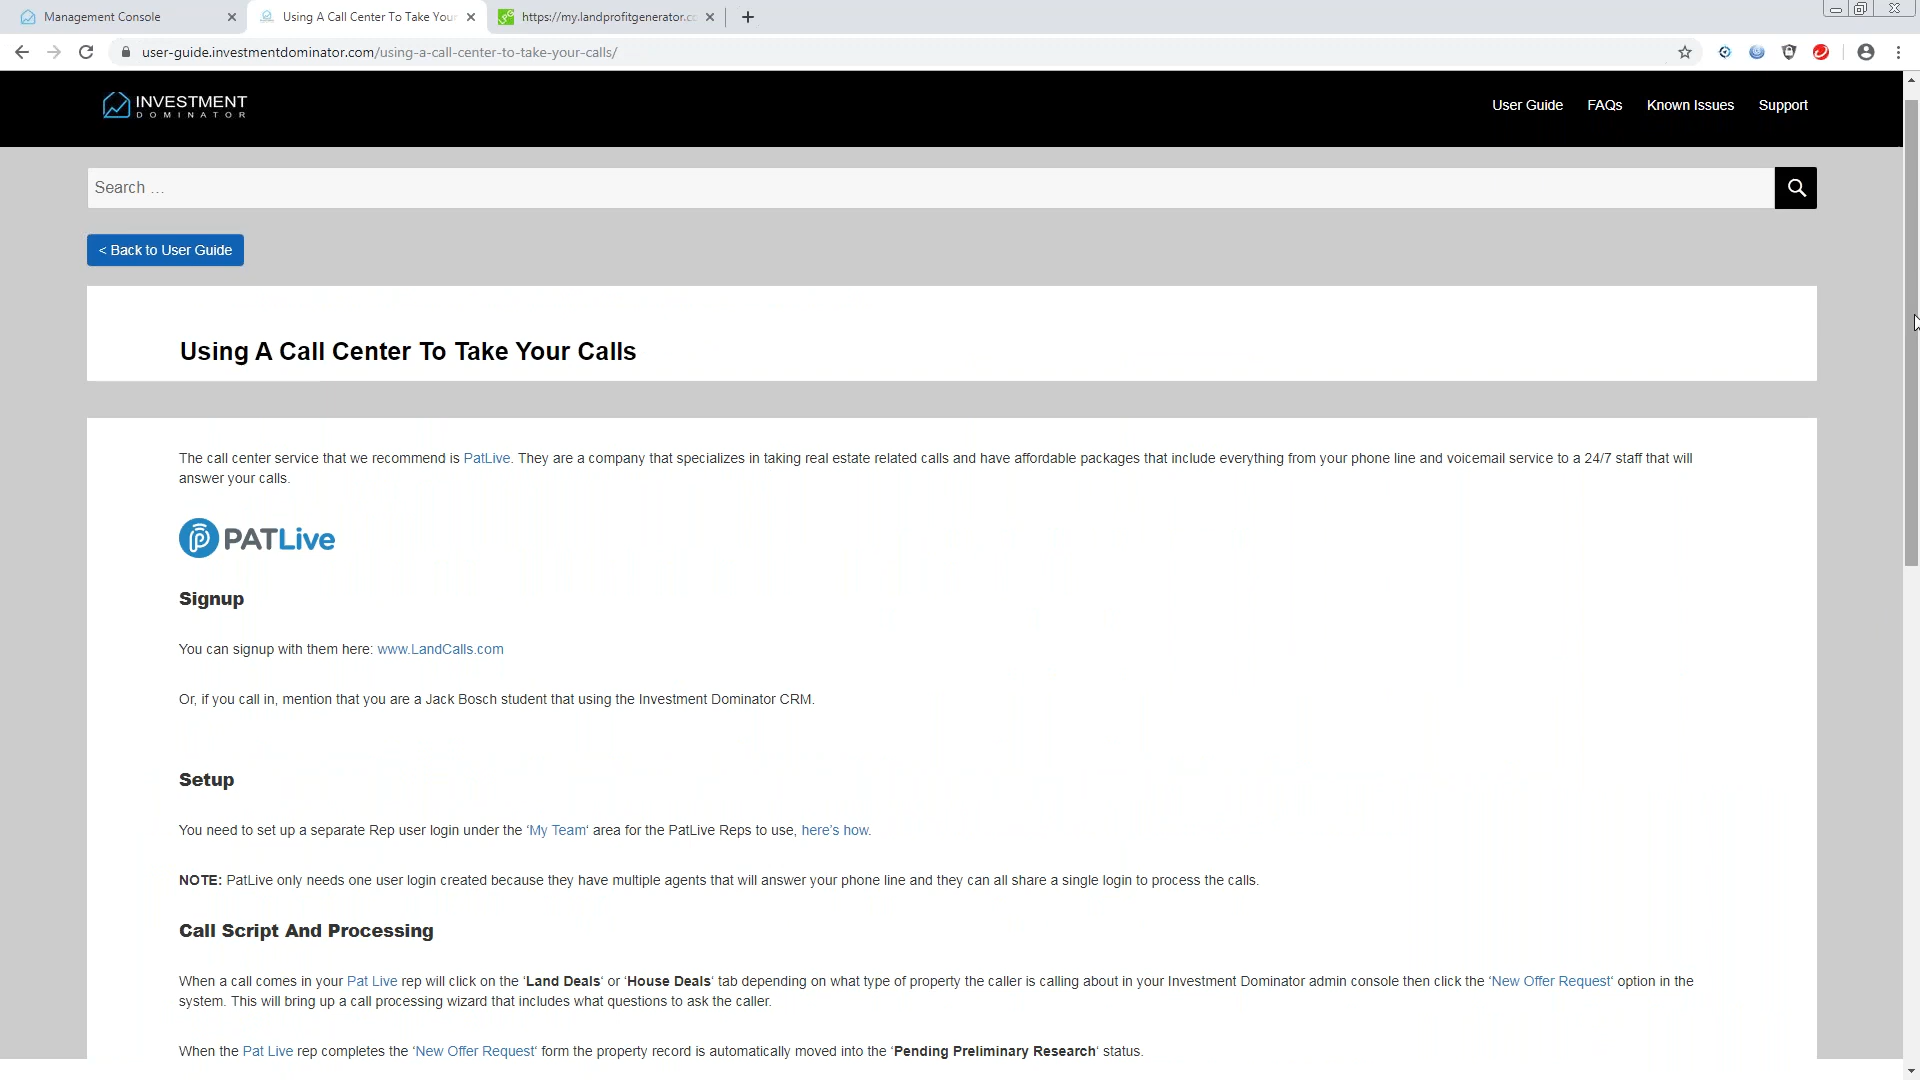 Management Console
Using A Call Center To Take Your
https://my.landprofitgenerator.cc
user-guide.investmentdominator.com/using-a-call-center-to-take-your-calls/
INVESTMENT
DOMINATOR
User Guide
FAQs
Known Issues
Support
Search …
< Back to User Guide
Using A Call Center To Take Your Calls
The call center service that we recommend is PatLive. They are a company that specializes in taking real estate related calls and have affordable packages that include everything from your phone line and voicemail service to a 24/7 staff that will
answer your calls.
PATLive
Signup
You can signup with them here: www.LandCalls.com
Or, if you call in, mention that you are a Jack Bosch student that using the Investment Dominator CRM.
Setup
You need to set up a separate Rep user login under the ‘My Team‘ area for the PatLive Reps to use, here’s how.
NOTE: PatLive only needs one user login created because they have multiple agents that will answer your phone line and they can all share a single login to process the calls.
Call Script And Processing
When a call comes in your Pat Live rep will click on the ‘Land Deals‘ or ‘House Deals‘ tab depending on what type of property the caller is calling about in your Investment Dominator admin console then click the ‘New Offer Request‘ option in the
system. This will bring up a call processing wizard that includes what questions to ask the caller.
When the Pat Live rep completes the ‘New Offer Request‘ form the property record is automatically moved into the ‘Pending Preliminary Research‘ status.